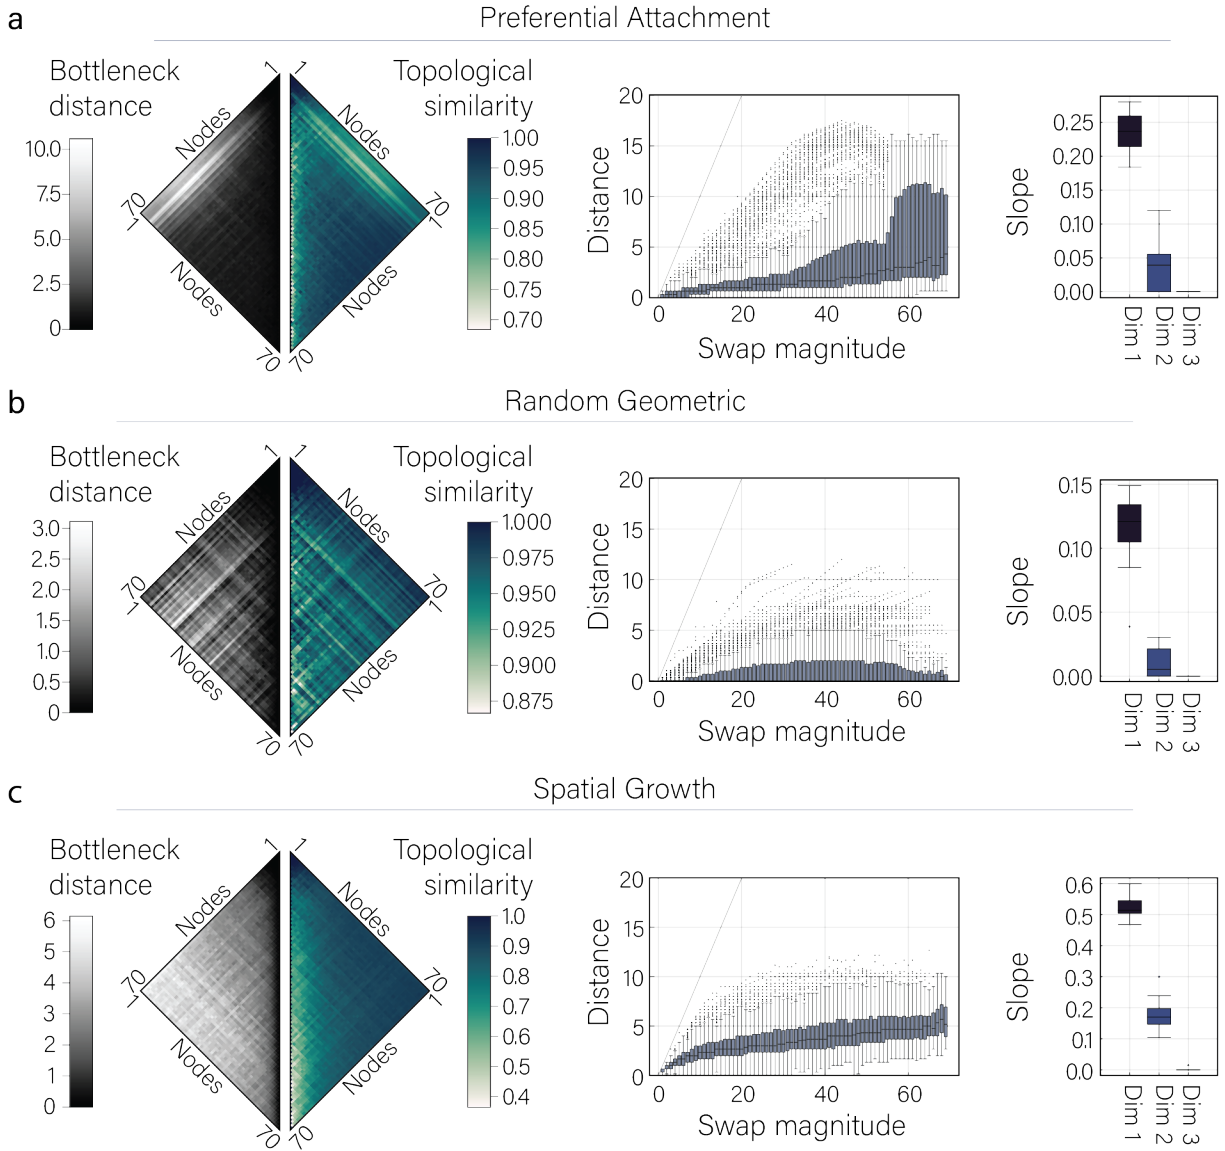 a
Preferential Attachment
Bottleneck
distance
10.0
7.5
5.0
2.5
0
1
Nodes
70
1
Nodes
70
Topological
similarity
1
Nodes
70
1
Nodes
70
1.00
0.95
0.90
0.85
0.80
0.75
0.70
Distance
20
15
10
5
0
0
20
40
60
Swap magnitude
Slope
0.25
0.20
0.15
0.10
0.05
0.00
Dim 1
Dim 2
Dim 3
b
Random Geometric
Bottleneck
distance
3.0
2.5
2.0
1.5
1.0
0.5
0
1
Nodes
70
1
Nodes
70
Topological
similarity
1
Nodes
70
1
Nodes
70
1.000
0.975
0.950
0.925
0.900
0.875
Distance
20
15
10
5
0
0
20
40
60
Swap magnitude
Slope
0.15
0.10
0.05
0.00
Dim 1
Dim 2
Dim 3
c
Spatial Growth
Bottleneck
distance
6
5
4
3
2
1
0
1
Nodes
70
1
Nodes
70
Topological
similarity
1
Nodes
70
1
Nodes
70
1.0
0.9
0.8
0.7
0.6
0.5
0.4
Distance
20
15
10
5
0
0
20
40
60
Swap magnitude
Slope
0.6
0.5
0.4
0.3
0.2
0.1
0.0
Dim 1
Dim 2
Dim 3